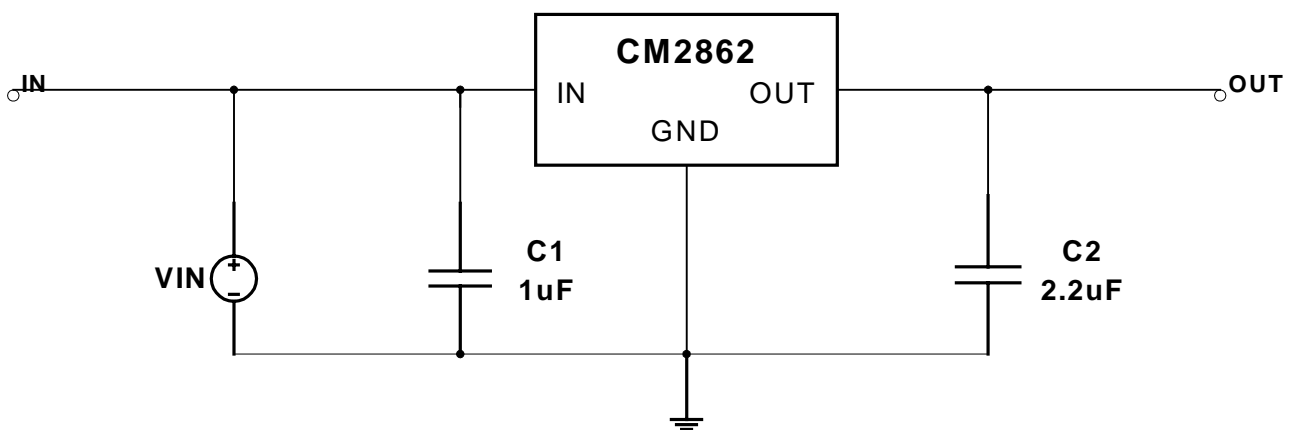 CM2862
IN
IN
OUT
OUT
GND
VIN
+
−
C1
1uF
C2
2.2uF